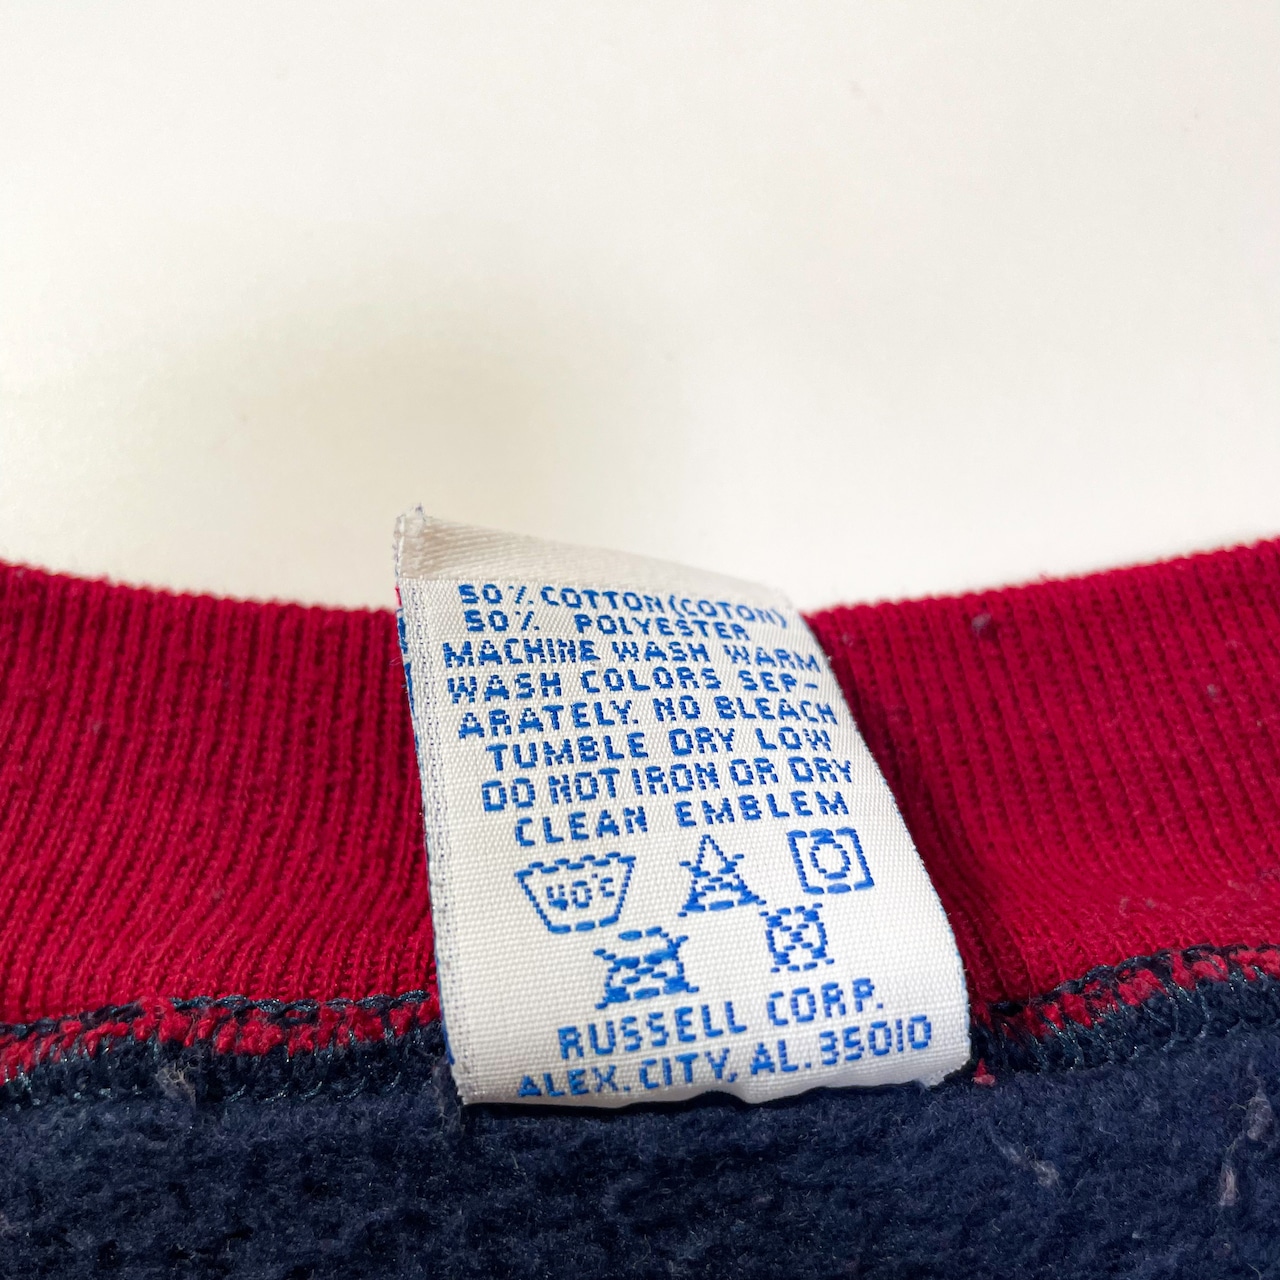 50% COTTON (COTON)
50% POLYESTER
MACHINE WASH WARM
WASH COLORS SEP-
ARATELY. NO BLEACH
TUMBLE DRY LOW
DO NOT IRON OR DRY
CLEAN EMBLEM
40°C
RUSSELL CORP.
ALEX. CITY, AL. 35010